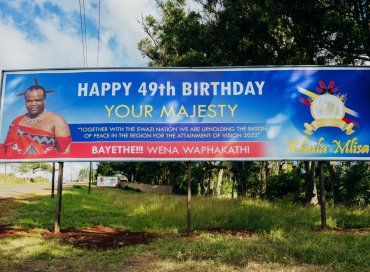 HAPPY 49th BIRTHDAY
YOUR MAJESTY
"TOGETHER WITH THE SWAZI NATION WE ARE UPHOLDING THE BATON
OF PEACE IN THE REGION FOR THE ATTAINMENT OF VISION 2022"
BAYETHE!!! WENA WAPHAKATHI
Khula Mlisa